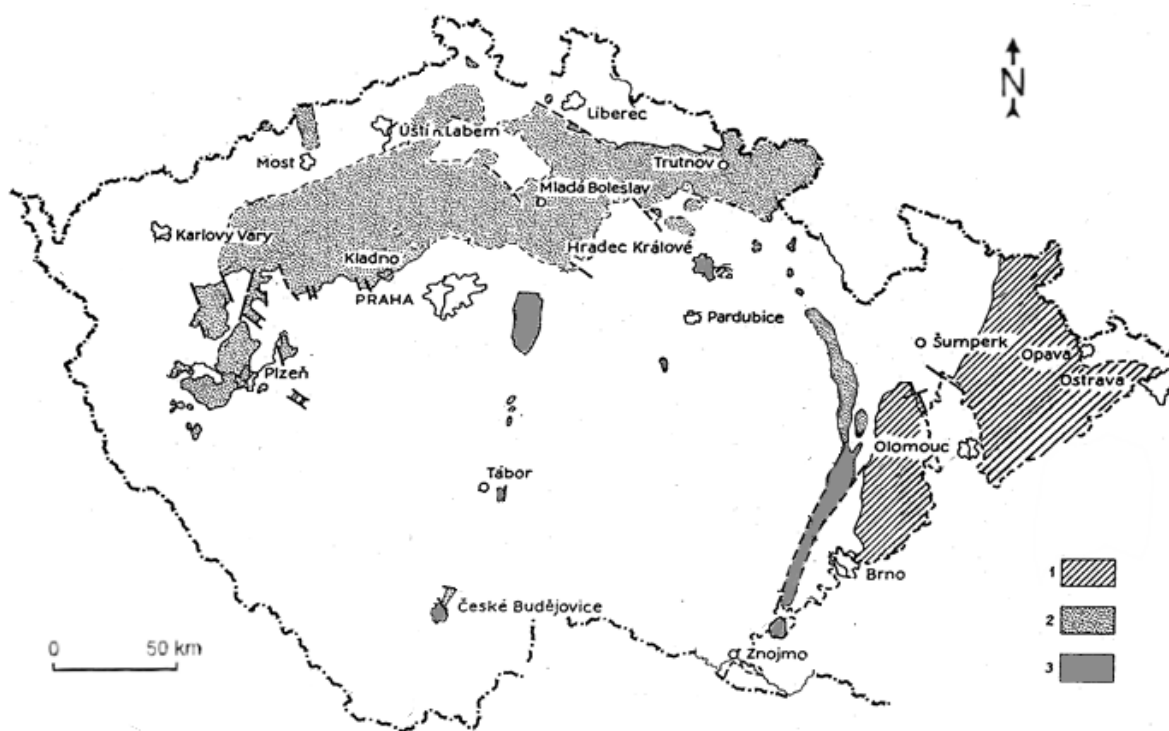 N
Liberec
Ústí n.Labem
Most
Trutnov
Mladá Boleslav
Karlovy Vary
Hradec Králové
Kladno
PRAHA
Pardubice
Šumperk
Opava
Ostrava
Plzeň
Olomouc
Tábor
Brno
České Budějovice
Znojmo
0 50 km
1
2
3